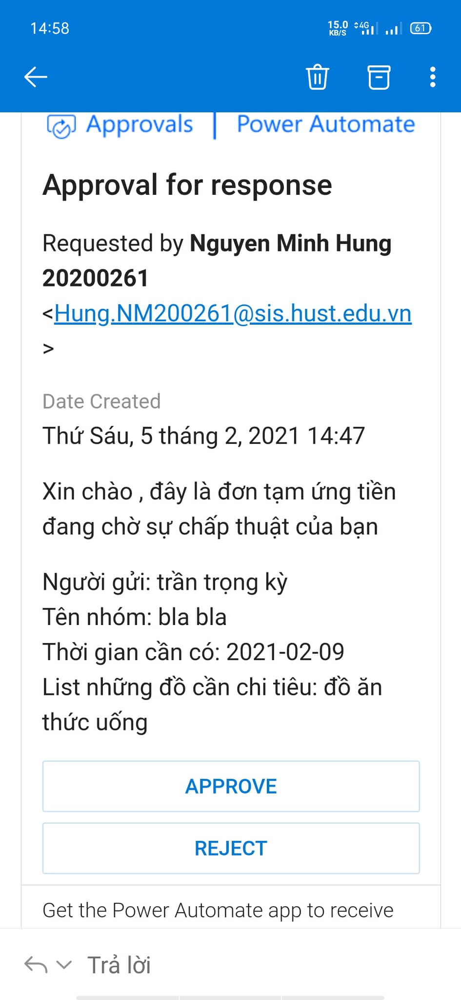 14:58
15.0 KB/S 4G 61
Approvals | Power Automate
Approval for response
Requested by Nguyen Minh Hung
20200261
<Hung.NM200261@sis.hust.edu.vn
>
Date Created
Thứ Sáu, 5 tháng 2, 2021 14:47
Xin chào , đây là đơn tạm ứng tiền
đang chờ sự chấp thuật của bạn
Người gửi: trần trọng kỳ
Tên nhóm: bla bla
Thời gian cần có: 2021-02-09
List những đồ cần chi tiêu: đồ ăn
thức uống
APPROVE
REJECT
Get the Power Automate app to receive
Trả lời